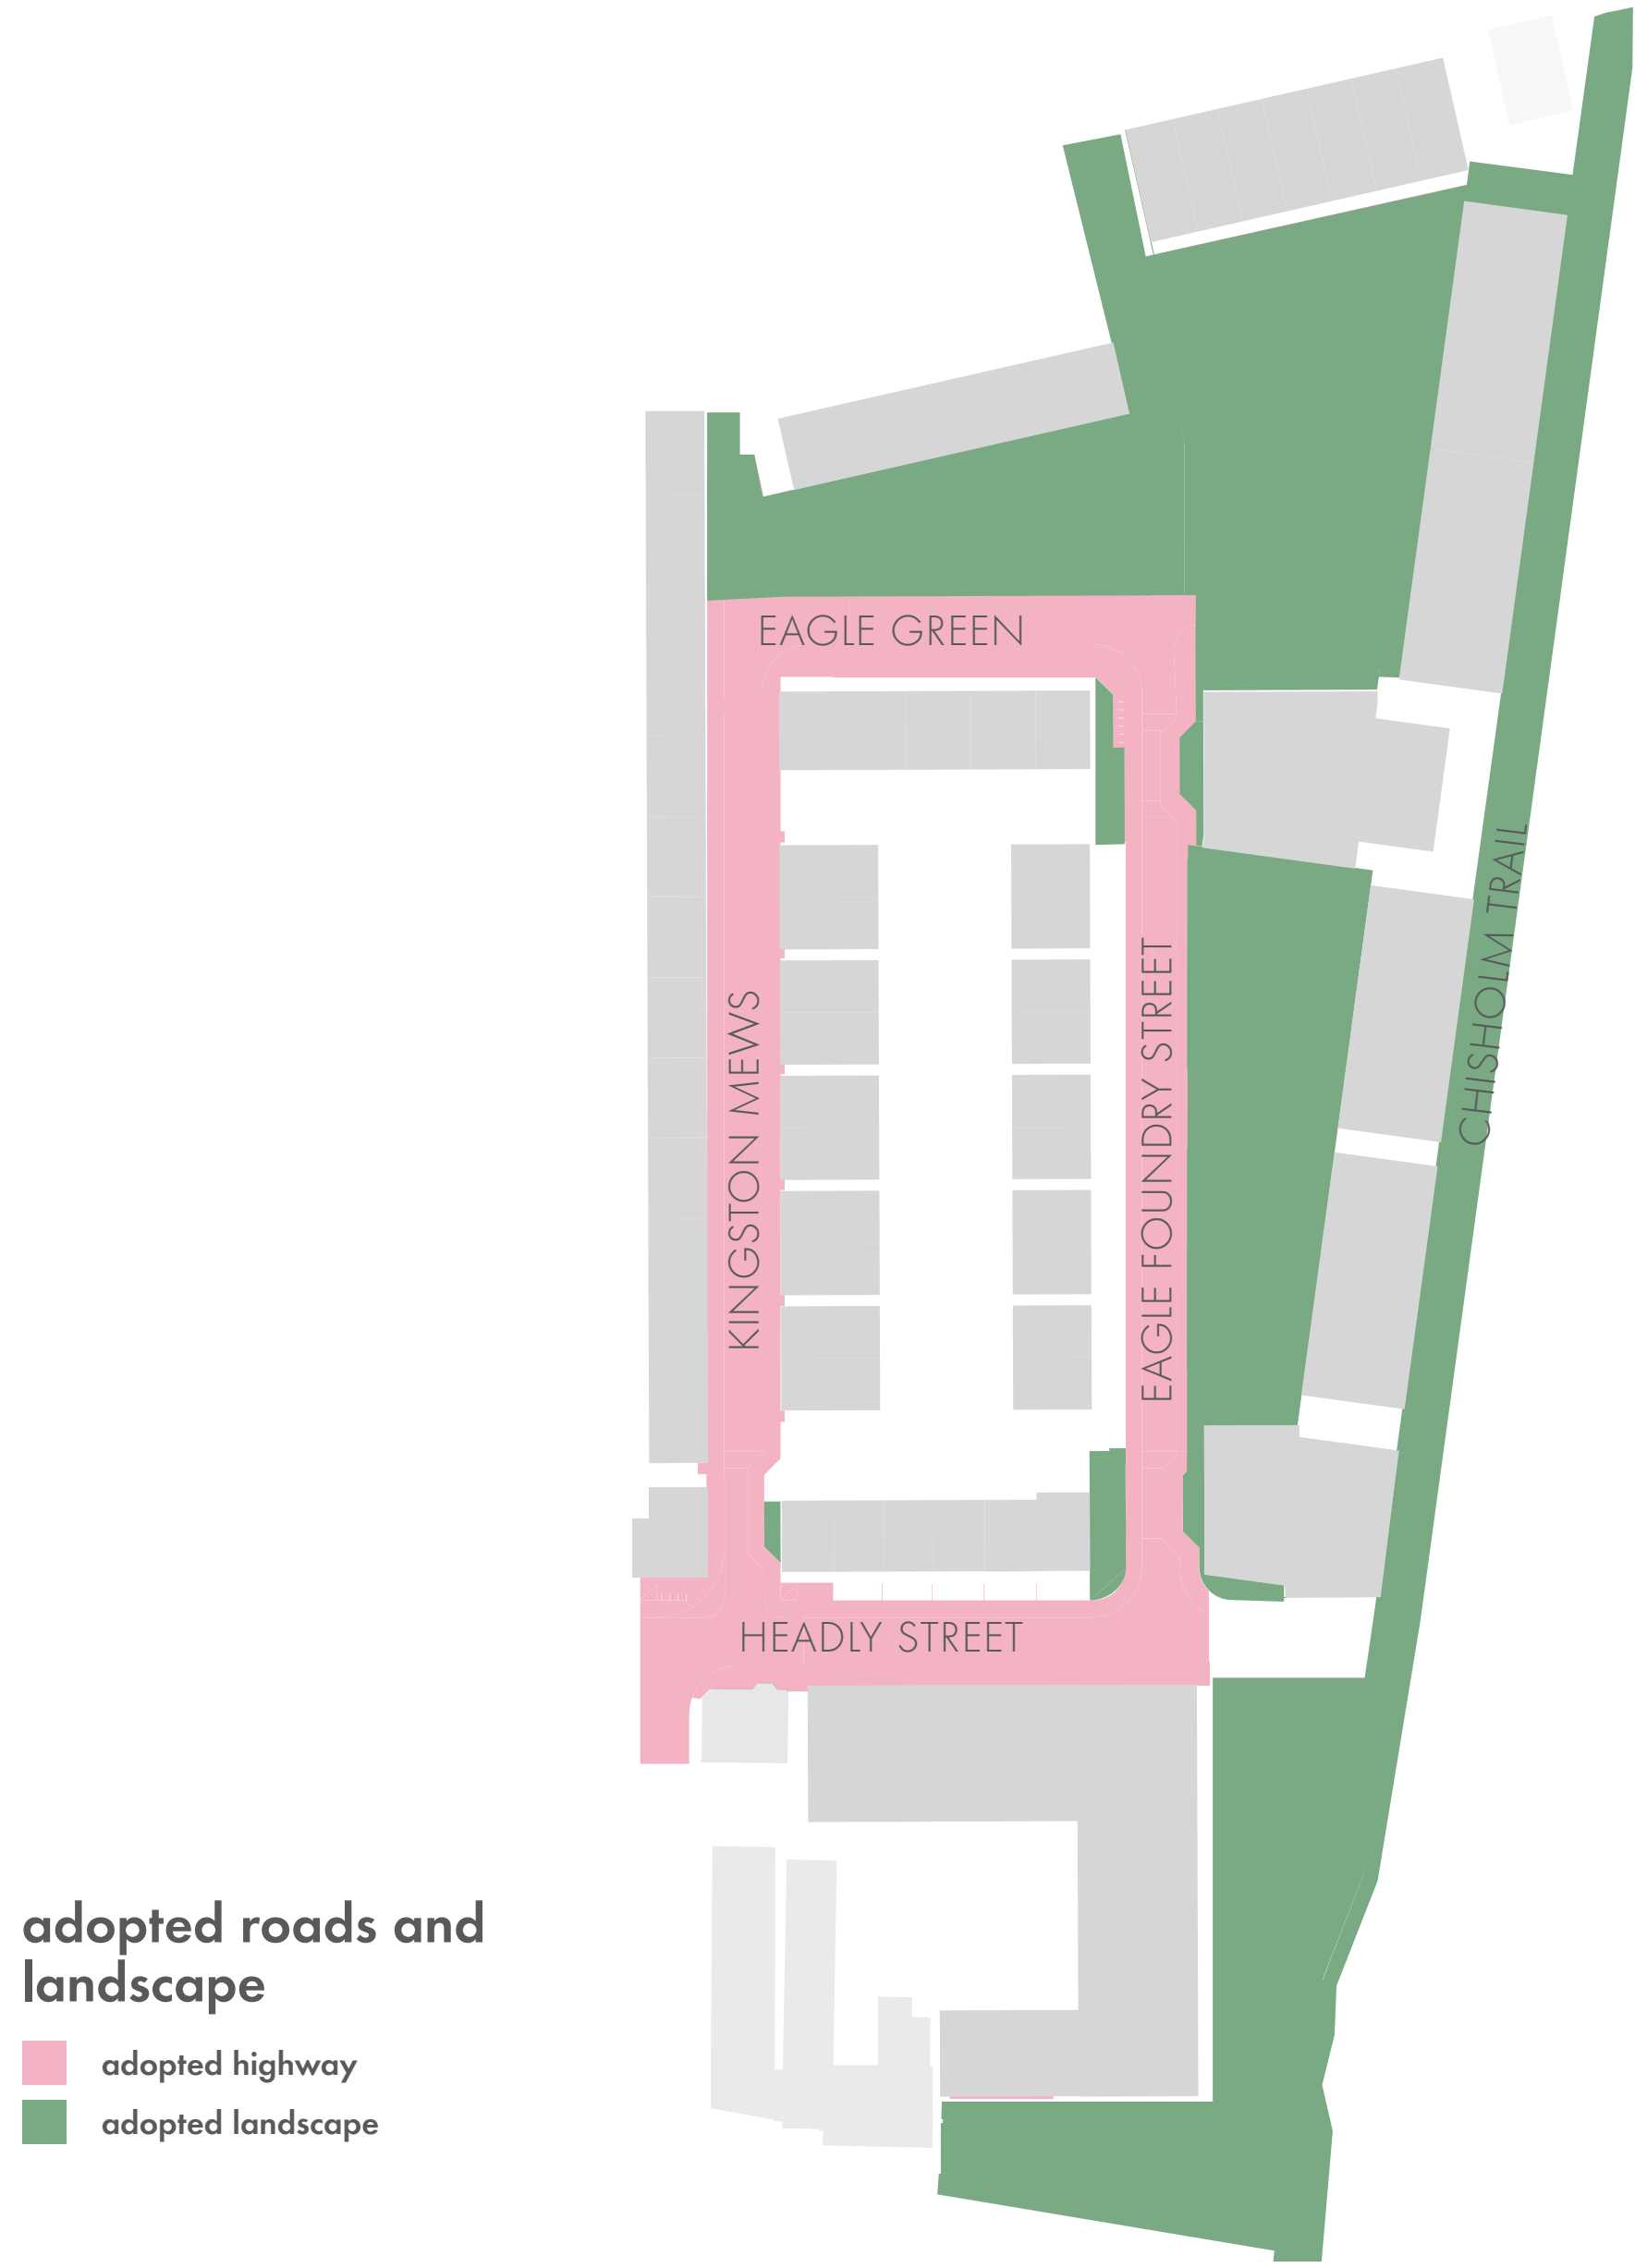 EAGLE GREEN
KINGSTON MEWS
EAGLE FOUNDRY STREET
CHISHOLM TRAIL
HEADLY STREET
adopted roads and
landscape
adopted highway
adopted landscape